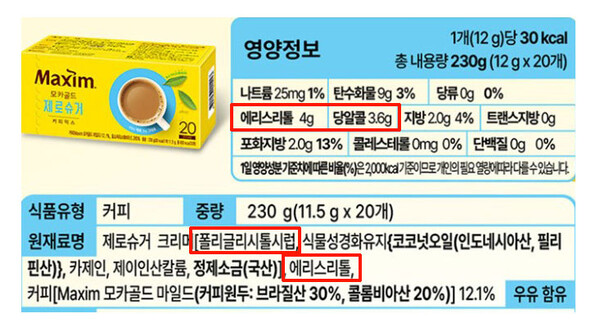 Maxim
모카골드
제로슈거
커피믹스
20
영양정보
1개(12 g)당 30 kcal
총 내용량 230g (12 g x 20개)
나트륨 25mg 1% 탄수화물 9g 3% 당류 0g 0%
에리스리톨 4g 당알콜 3.6g 지방 2.0g 4% 트랜스지방 0g
포화지방 2.0g 13% 콜레스테롤 0mg 0% 단백질 0g 0%
1일 영양성분 기준치에 따른 비율(%)은 2,000kcal 기준이므로 개인의 필요 열량에 따라 다를 수 있습니다.
식품유형 커피 중량 230 g(11.5 g x 20개)
원재료명 제로슈거 크리머[폴리글리시톨시럽, 식물성경화유지{코코넛오일(인도네시아산, 필리
핀산)}, 카제인, 제이인산칼륨, 정제소금(국산)], 에리스리톨,
커피[Maxim 모카골드 마일드(커피원두: 브라질산 30%, 콜롬비아산 20%)] 12.1% 우유 함유